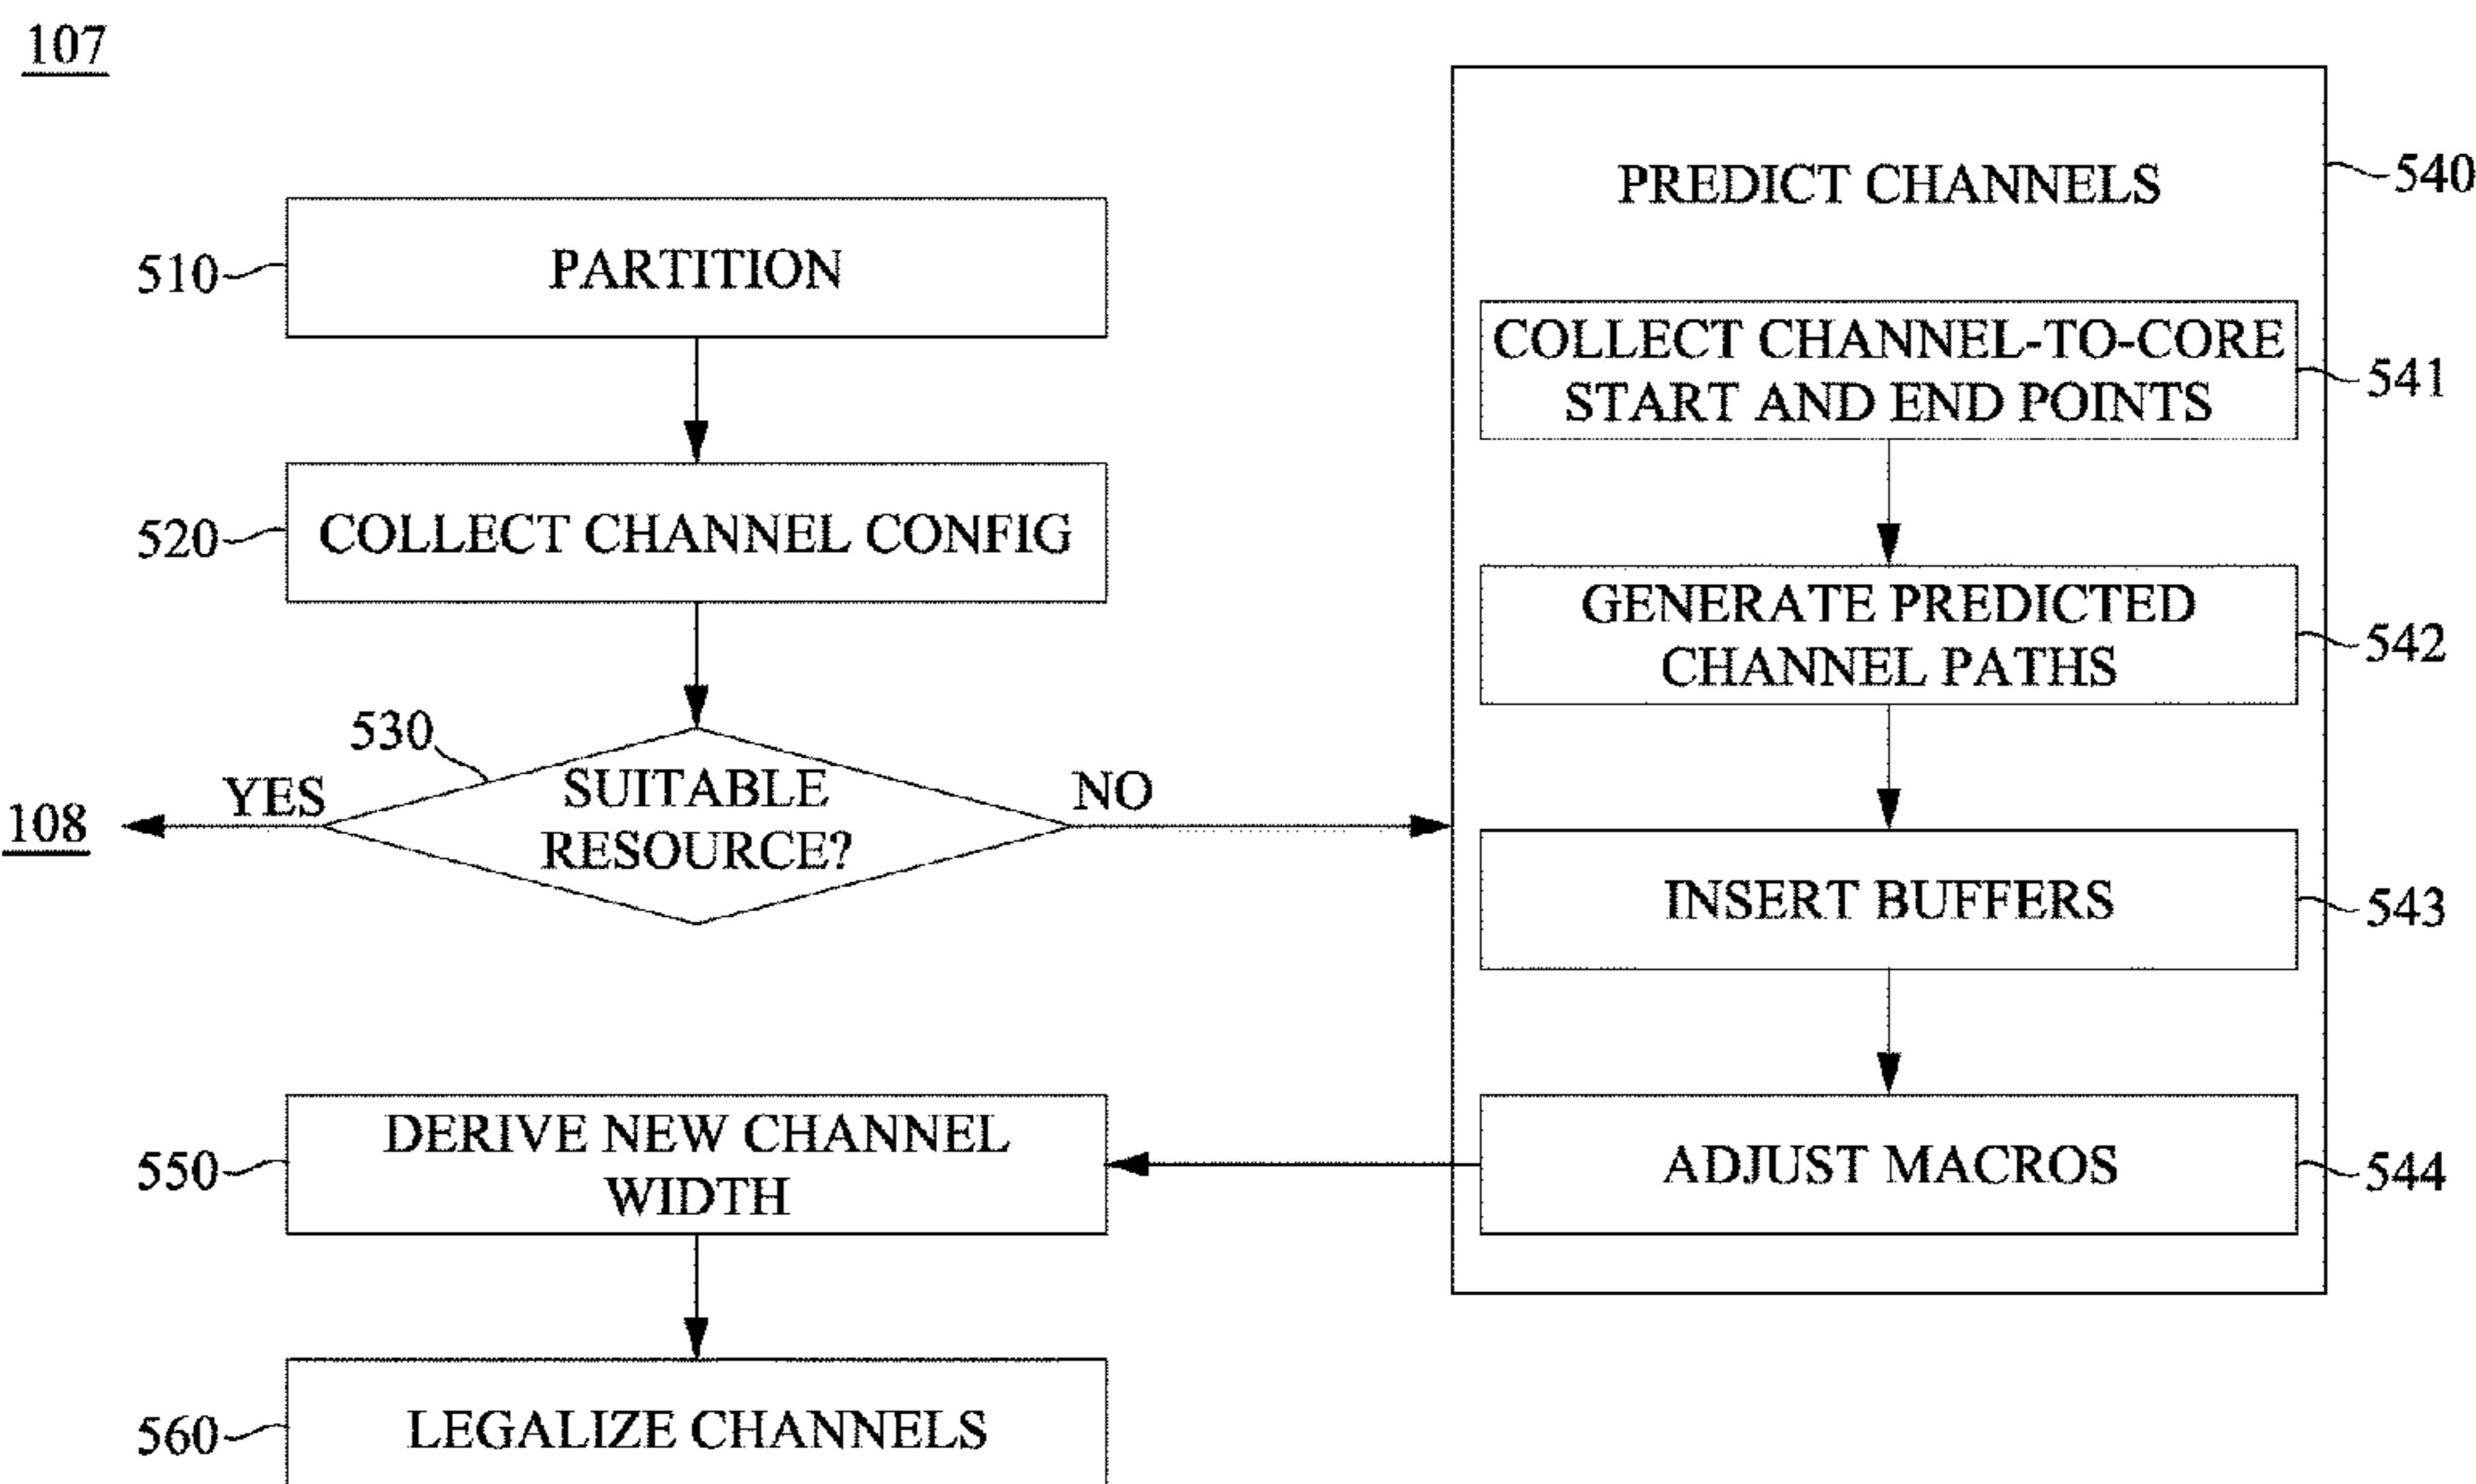 107
510
PARTITION
520
COLLECT CHANNEL CONFIG
530
SUITABLE
RESOURCE?
YES
108
NO
PREDICT CHANNELS
540
COLLECT CHANNEL-TO-CORE
START AND END POINTS
541
GENERATE PREDICTED
CHANNEL PATHS
542
INSERT BUFFERS
543
ADJUST MACROS
544
DERIVE NEW CHANNEL
WIDTH
550
LEGALIZE CHANNELS
560